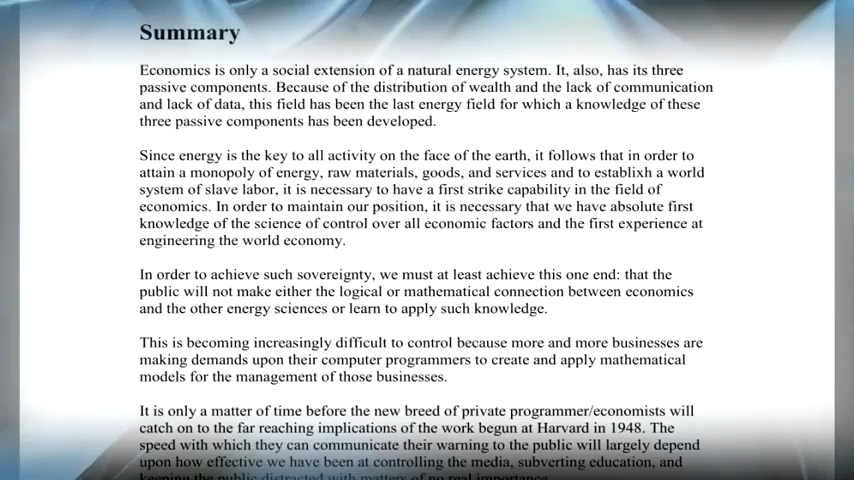 Summary
Economics is only a social extension of a natural energy system. It, also, has its three
passive components. Because of the distribution of wealth and the lack of communication
and lack of data, this field has been the last energy field for which a knowledge of these
three passive components has been developed.
Since energy is the key to all activity on the face of the earth, it follows that in order to
attain a monopoly of energy, raw materials, goods, and services and to establixh a world
system of slave labor, it is necessary to have a first strike capability in the field of
economics. In order to maintain our position, it is necessary that we have absolute first
knowledge of the science of control over all economic factors and the first experience at
engineering the world economy.
In order to achieve such sovereignty, we must at least achieve this one end: that the
public will not make either the logical or mathematical connection between economics
and the other energy sciences or learn to apply such knowledge.
This is becoming increasingly difficult to control because more and more businesses are
making demands upon their computer programmers to create and apply mathematical
models for the management of those businesses.
It is only a matter of time before the new breed of private programmer/economists will
catch on to the far reaching implications of the work begun at Harvard in 1948. The
speed with which they can communicate their warning to the public will largely depend
upon how effective we have been at controlling the media, subverting education, and
keeping the public distracted with matters of no real importance.